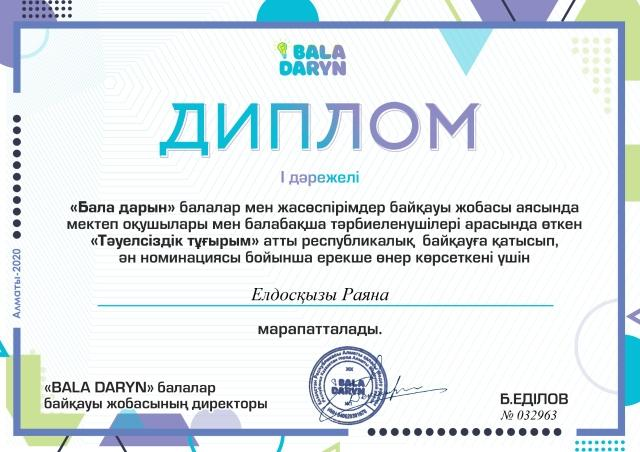 BALA
DARYN
ДИПЛОМ
I дәрежелі
«Бала дарын» балалар мен жасөспірімдер байқауы жобасы аясында
мектеп оқушылары мен балабақша тәрбиеленушілері арасында өткен
«Тәуелсіздік тұғырым» атты республикалық байқауға қатысып,
ән номинациясы бойынша ерекше өнер көрсеткені үшін
Елдосқызы Раяна
марапатталады.
Алматы-2020
«BALA DARYN» балалар
байқауы жобасының директоры
BALA
DARYN
Б.ЕДІЛОВ
№ 032963